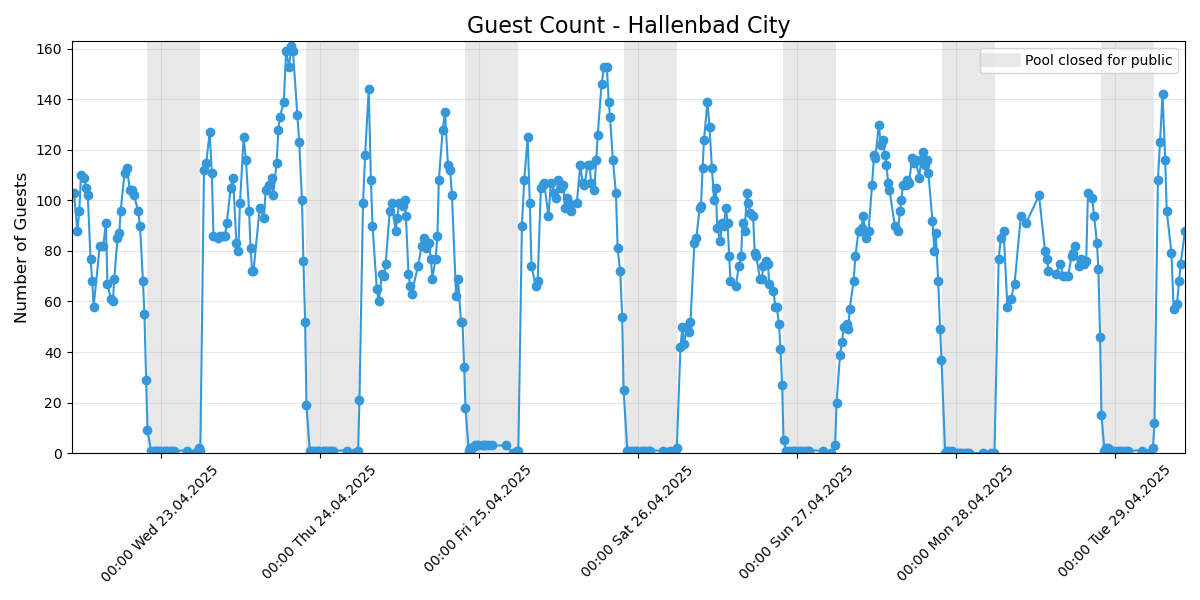 Guest Count - Hallenbad City
Pool closed for public
Number of Guests
160
140
120
100
80
60
40
20
0
00:00 Wed 23.04.2025
00:00 Thu 24.04.2025
00:00 Fri 25.04.2025
00:00 Sat 26.04.2025
00:00 Sun 27.04.2025
00:00 Mon 28.04.2025
00:00 Tue 29.04.2025